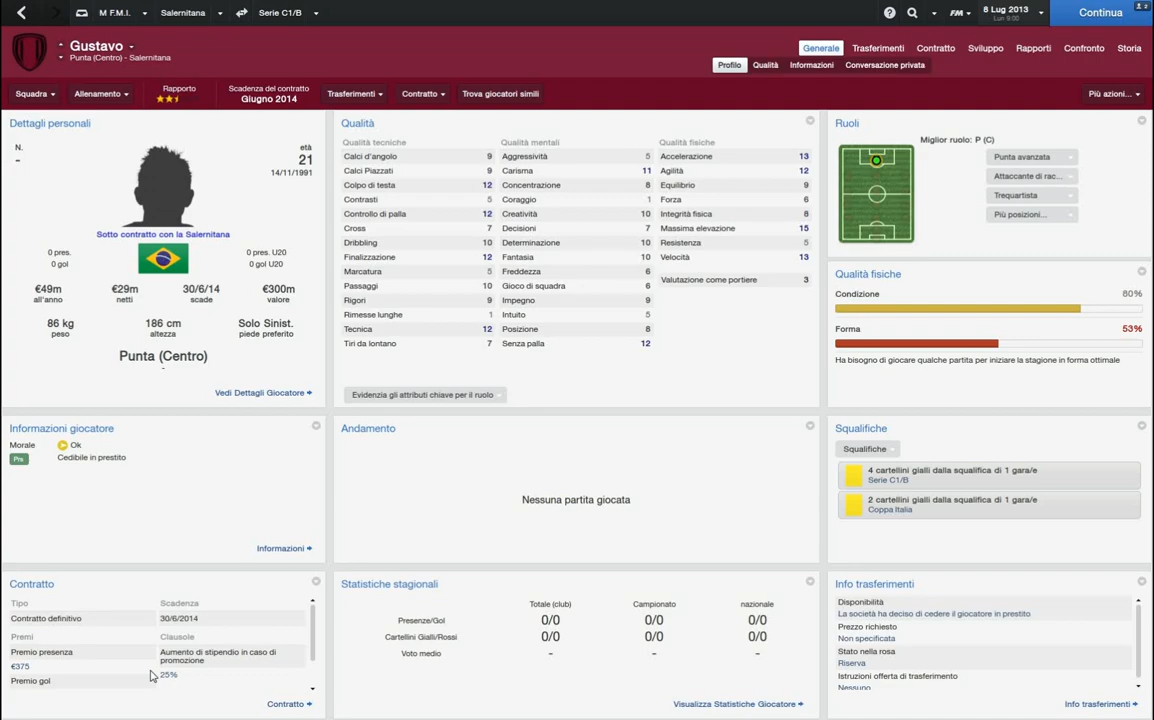 M F.M.I.
Salernitana
Serie C1/B
FM
8 Lug 2013
Lun 9:00
Continua
2
Gustavo
Punta (Centro) - Salernitana
Generale
Trasferimenti
Contratto
Sviluppo
Rapporti
Confronto
Storia
Profilo
Qualità
Informazioni
Conversazione privata
Squadra
Allenamento
Rapporto
Scadenza del contratto
Giugno 2014
Trasferimenti
Contratto
Trova giocatori simili
Più azioni...
Dettagli personali
N.
-
età
21
14/11/1991
Sotto contratto con la Salernitana
0 pres.
0 gol
0 pres. U20
0 gol U20
€49m
all'anno
€29m
netti
30/6/14
scade
€300m
valore
86 kg
peso
186 cm
altezza
Solo Sinist.
piede preferito
Punta (Centro)
-
Vedi Dettagli Giocatore
Qualità
Qualità tecniche
Calci d'angolo 9
Calci Piazzati 9
Colpo di testa 12
Contrasti 5
Controllo di palla 12
Cross 7
Dribbling 10
Finalizzazione 12
Marcatura 5
Passaggi 10
Rigori 9
Rimesse lunghe 1
Tecnica 12
Tiri da lontano 7
Qualità mentali
Aggressività 5
Carisma 11
Concentrazione 8
Coraggio 1
Creatività 10
Decisioni 7
Determinazione 10
Fantasia 10
Freddezza 6
Gioco di squadra 6
Impegno 9
Intuito 5
Posizione 8
Senza palla 12
Qualità fisiche
Accelerazione 13
Agilità 12
Equilibrio 9
Forza 6
Integrità fisica 8
Massima elevazione 15
Resistenza 5
Velocità 13
Valutazione come portiere 3
Evidenzia gli attributi chiave per il ruolo
Ruoli
Miglior ruolo: P (C)
Punta avanzata
Attaccante di rac...
Trequartista
Più posizioni...
Qualità fisiche
Condizione 80%
Forma 53%
Ha bisogno di giocare qualche partita per iniziare la stagione in forma ottimale
Informazioni giocatore
Morale Ok
Prs Cedibile in prestito
Informazioni
Andamento
Nessuna partita giocata
Squalifiche
Squalifiche
4 cartellini gialli dalla squalifica di 1 gara/e
Serie C1/B
2 cartellini gialli dalla squalifica di 1 gara/e
Coppa Italia
Contratto
Tipo
Contratto definitivo
Premi
Premio presenza
€375
Premio gol
Scadenza
30/6/2014
Clausole
Aumento di stipendio in caso di
promozione
25%
Contratto
Statistiche stagionali
Totale (club) Campionato nazionale
Presenze/Gol 0/0 0/0 0/0
Cartellini Gialli/Rossi 0/0 0/0 0/0
Voto medio - - -
Visualizza Statistiche Giocatore
Info trasferimenti
Disponibilità
La società ha deciso di cedere il giocatore in prestito
Prezzo richiesto
Non specificata
Stato nella rosa
Riserva
Istruzioni offerta di trasferimento
Nessuno
Info trasferimenti